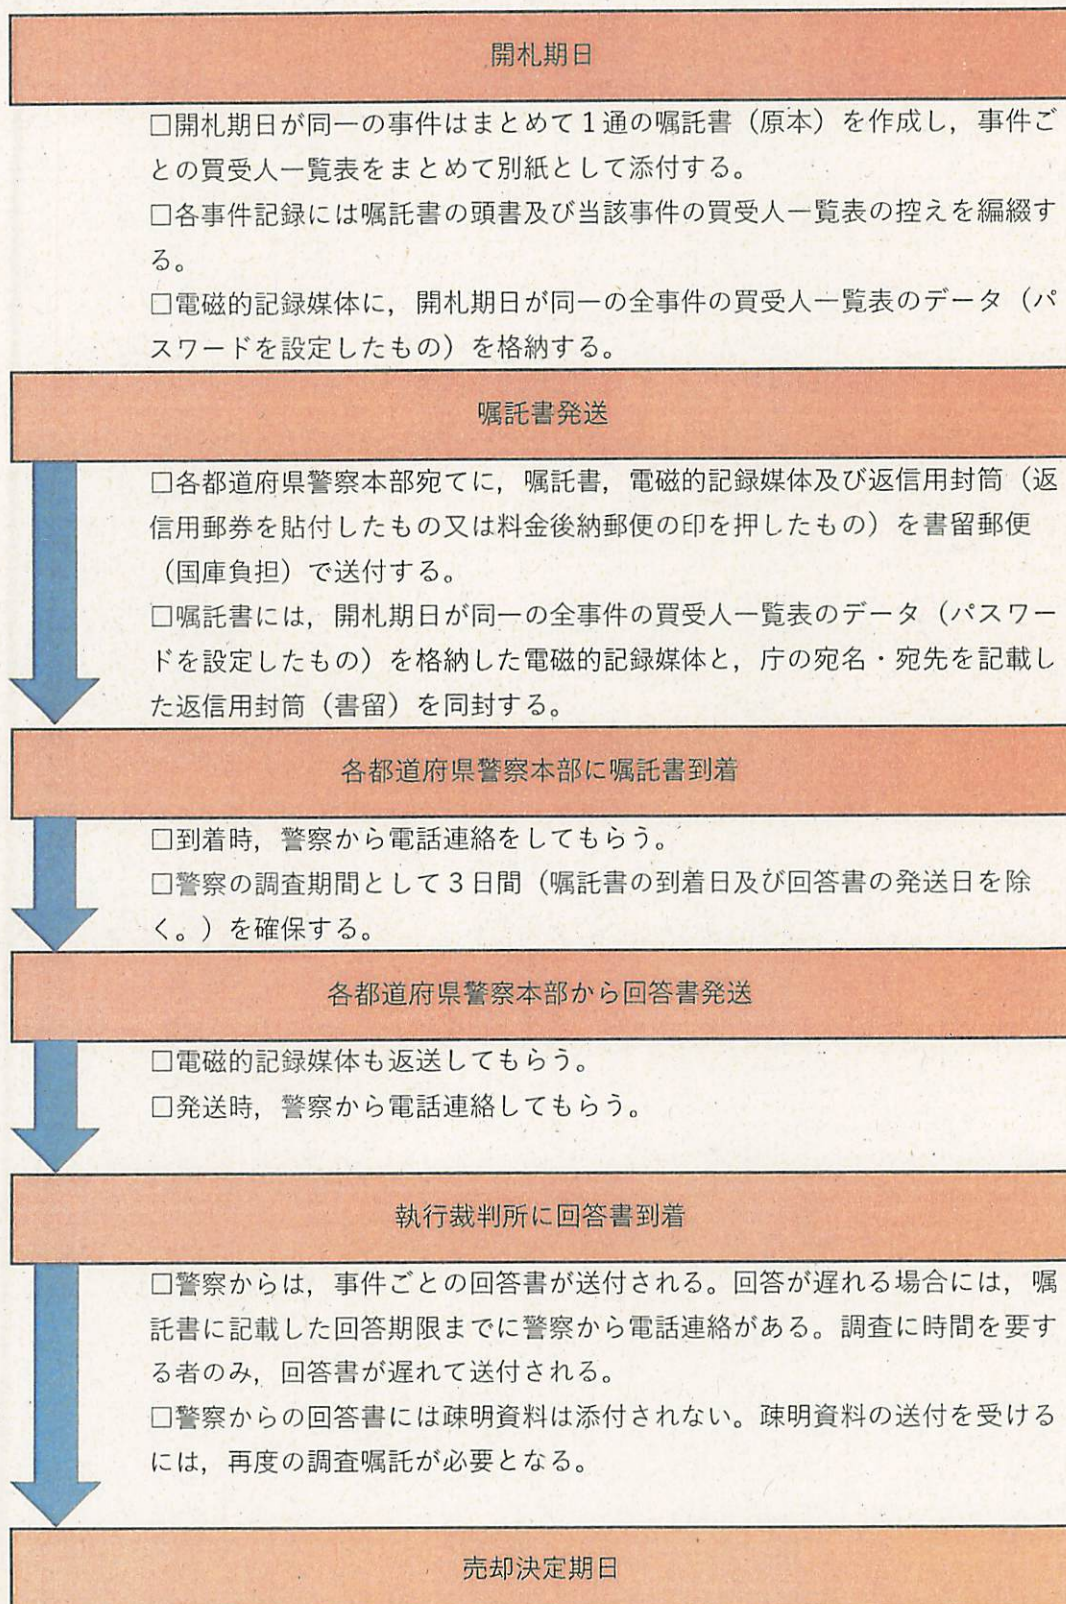 開札期日
□開札期日が同一の事件はまとめて1通の嘱託書（原本）を作成し，事件ご
との買受人一覧表をまとめて別紙として添付する。
□各事件記録には嘱託書の頭書及び当該事件の買受人一覧表の控えを編綴す
る。
□電磁的記録媒体に，開札期日が同一の全事件の買受人一覧表のデータ（パ
スワードを設定したもの）を格納する。
嘱託書発送
□各都道府県警察本部宛てに，嘱託書，電磁的記録媒体及び返信用封筒（返
信用郵券を貼付したもの又は料金後納郵便の印を押したもの）を書留郵便
（国庫負担）で送付する。
□嘱託書には，開札期日が同一の全事件の買受人一覧表のデータ（パスワー
ドを設定したもの）を格納した電磁的記録媒体と，庁の宛名・宛先を記載し
た返信用封筒（書留）を同封する。
各都道府県警察本部に嘱託書到着
□到着時，警察から電話連絡をしてもらう。
□警察の調査期間として3日間（嘱託書の到着日及び回答書の発送日を除
く。）を確保する。
各都道府県警察本部から回答書発送
□電磁的記録媒体も返送してもらう。
□発送時，警察から電話連絡してもらう。
執行裁判所に回答書到着
□警察からは，事件ごとの回答書が送付される。回答が遅れる場合には，嘱
託書に記載した回答期限までに警察から電話連絡がある。調査に時間を要す
る者のみ，回答書が遅れて送付される。
□警察からの回答書には疎明資料は添付されない。疎明資料の送付を受ける
には，再度の調査嘱託が必要となる。
売却決定期日